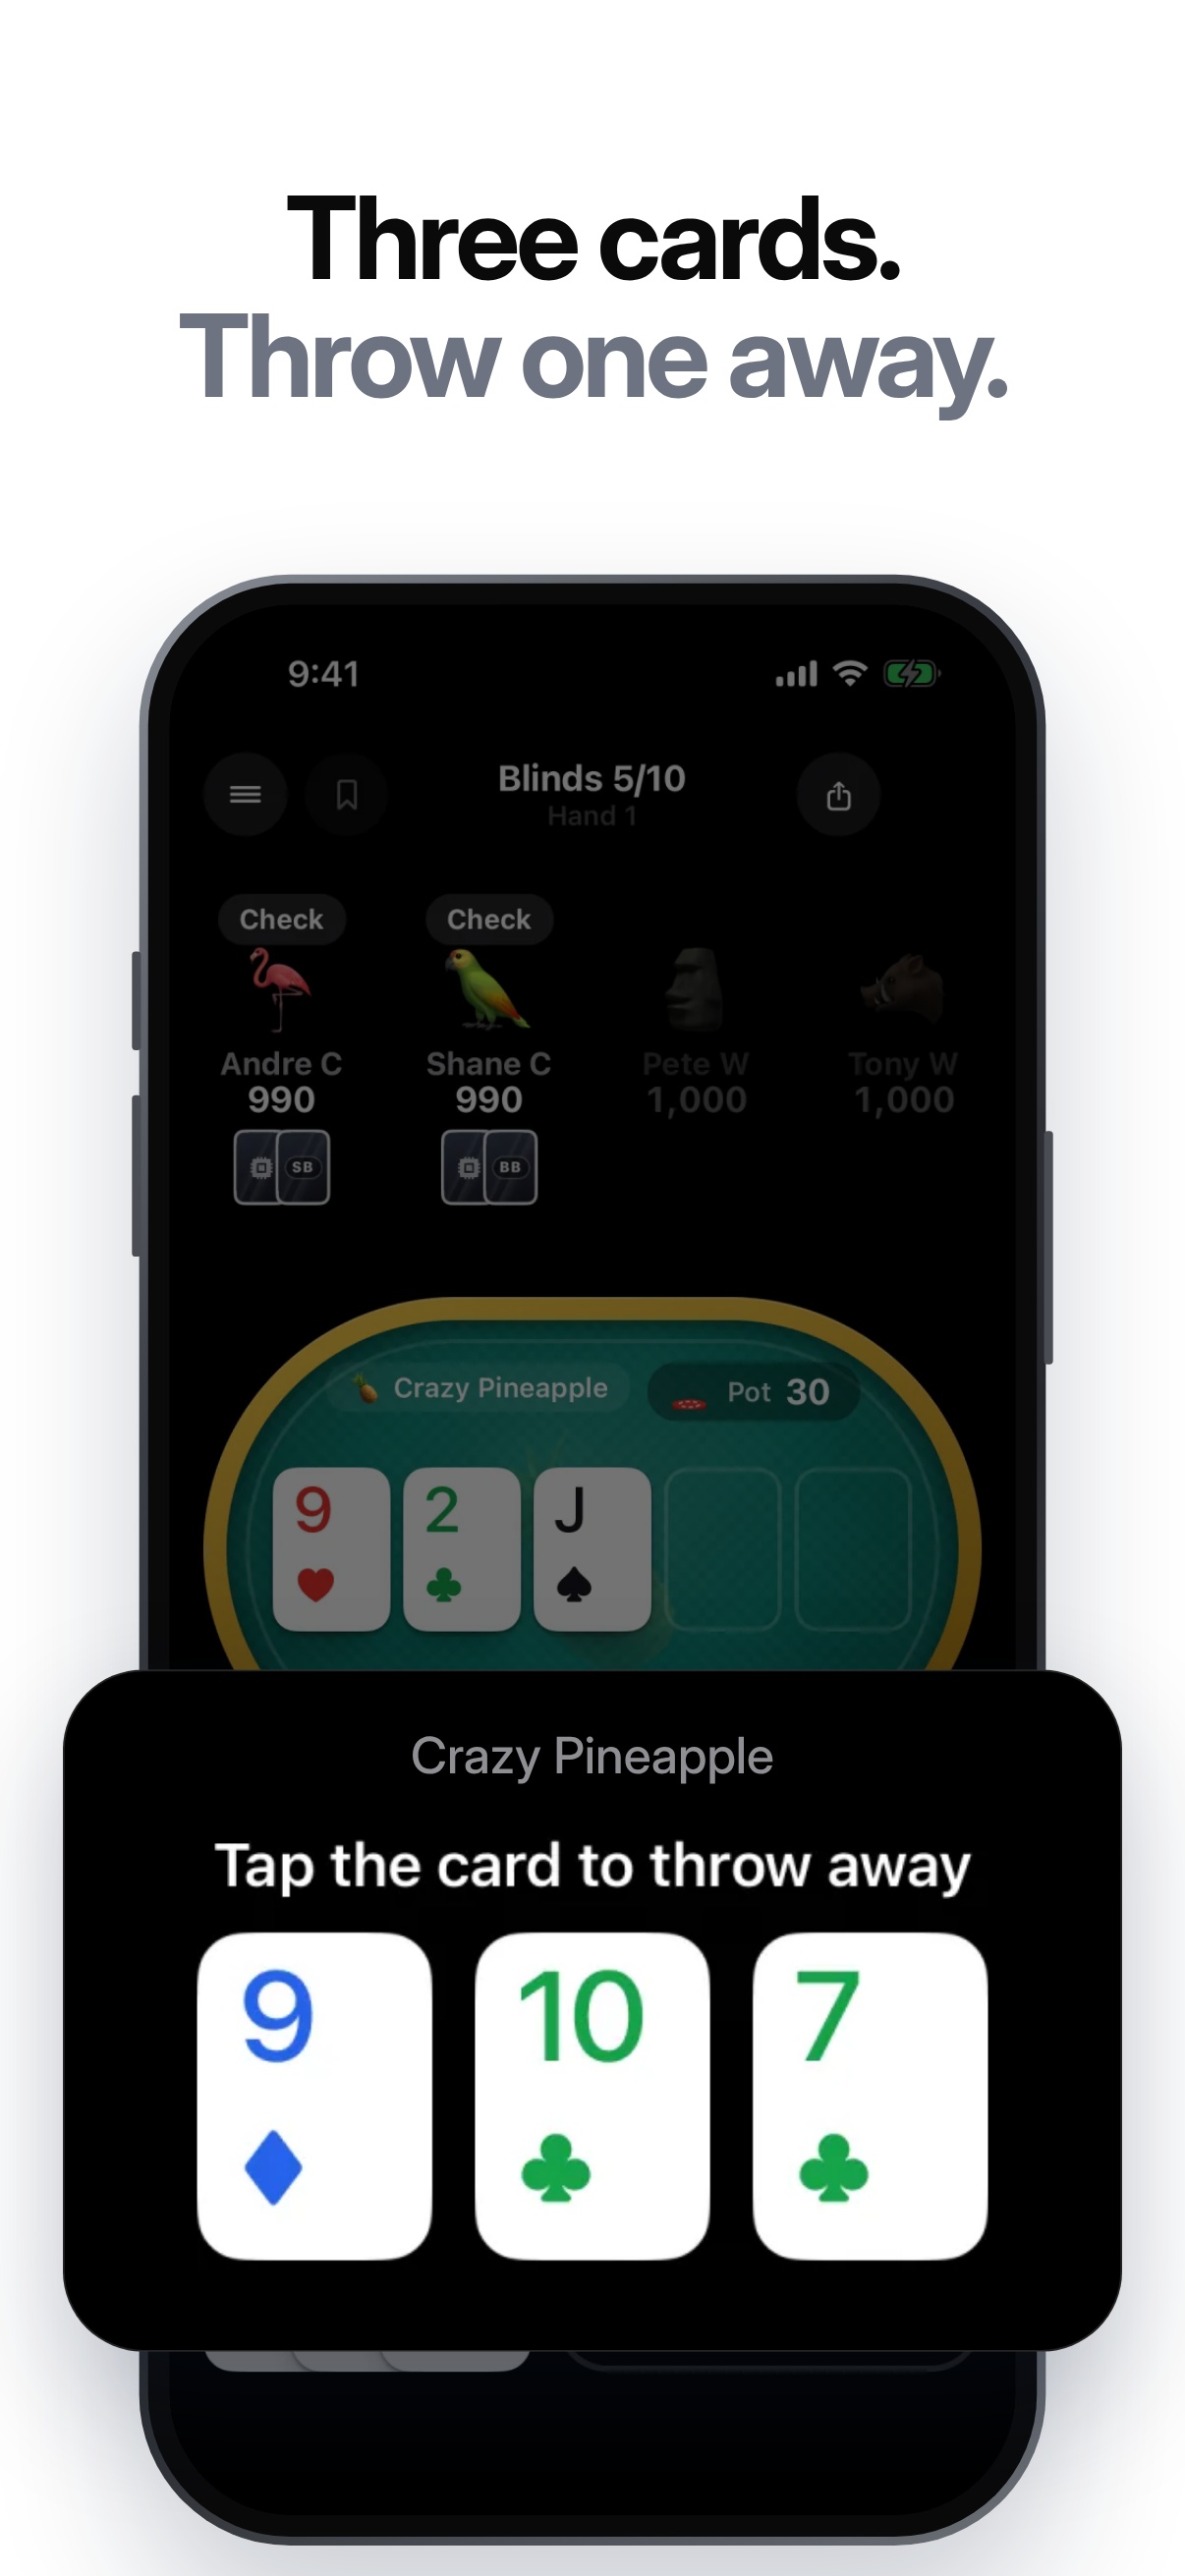 Three cards.
Throw one away.
9:41
Blinds 5/10
Hand 1
Check Check
Andre C Shane C Pete W Tony W
990 990 1,000 1,000
SB BB
Crazy Pineapple Pot 30
9 2 J
Crazy Pineapple
Tap the card to throw away
9 10 7